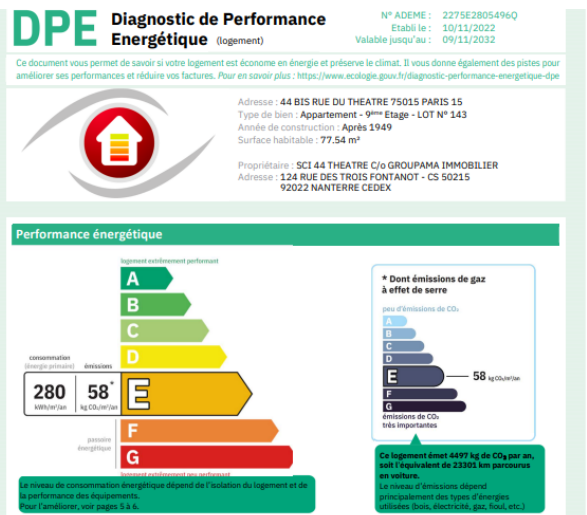 DPE
Diagnostic de Performance
Energétique (logement)
N° ADEME : 2275E2805496Q
Etabli le : 10/11/2022
Valable jusqu'au : 09/11/2032
Ce document vous permet de savoir si votre logement est économe en énergie et préserve le climat. Il vous donne également des pistes pour
améliorer ses performances et réduire vos factures. Pour en savoir plus : https://www.ecologie.gouv.fr/diagnostic-performance-energetique-dpe
Adresse : 44 BIS RUE DU THEATRE 75015 PARIS 15
Type de bien : Appartement - 9ème Etage - LOT N° 143
Année de construction : Après 1949
Surface habitable : 77.54 m²
Propriétaire : SCI 44 THEATRE C/o GROUPAMA IMMOBILIER
Adresse : 124 RUE DES TROIS FONTANOT - CS 50215
92022 NANTERRE CEDEX
Performance énergétique
logement extrêmement performant
A
B
C
D
consommation
(énergie primaire)
émissions
280
kWh/m²/an
58*
kg CO₂/m²/an
E
F
G
passoire
énergétique
logement extrêmement peu performant
Le niveau de consommation énergétique dépend de l'isolation du logement et de
la performance des équipements.
Pour l'améliorer, voir pages 5 à 6.
* Dont émissions de gaz
à effet de serre
peu d'émissions de CO₂
A
B
C
D
E
58 kg CO₂/m²/an
F
G
émissions de CO₂
très importantes
Ce logement émet 4497 kg de CO₂ par an,
soit l'équivalent de 23301 km parcourus
en voiture.
Le niveau d'émissions dépend
principalement des types d'énergies
utilisées (bois, électricité, gaz, fioul, etc.)